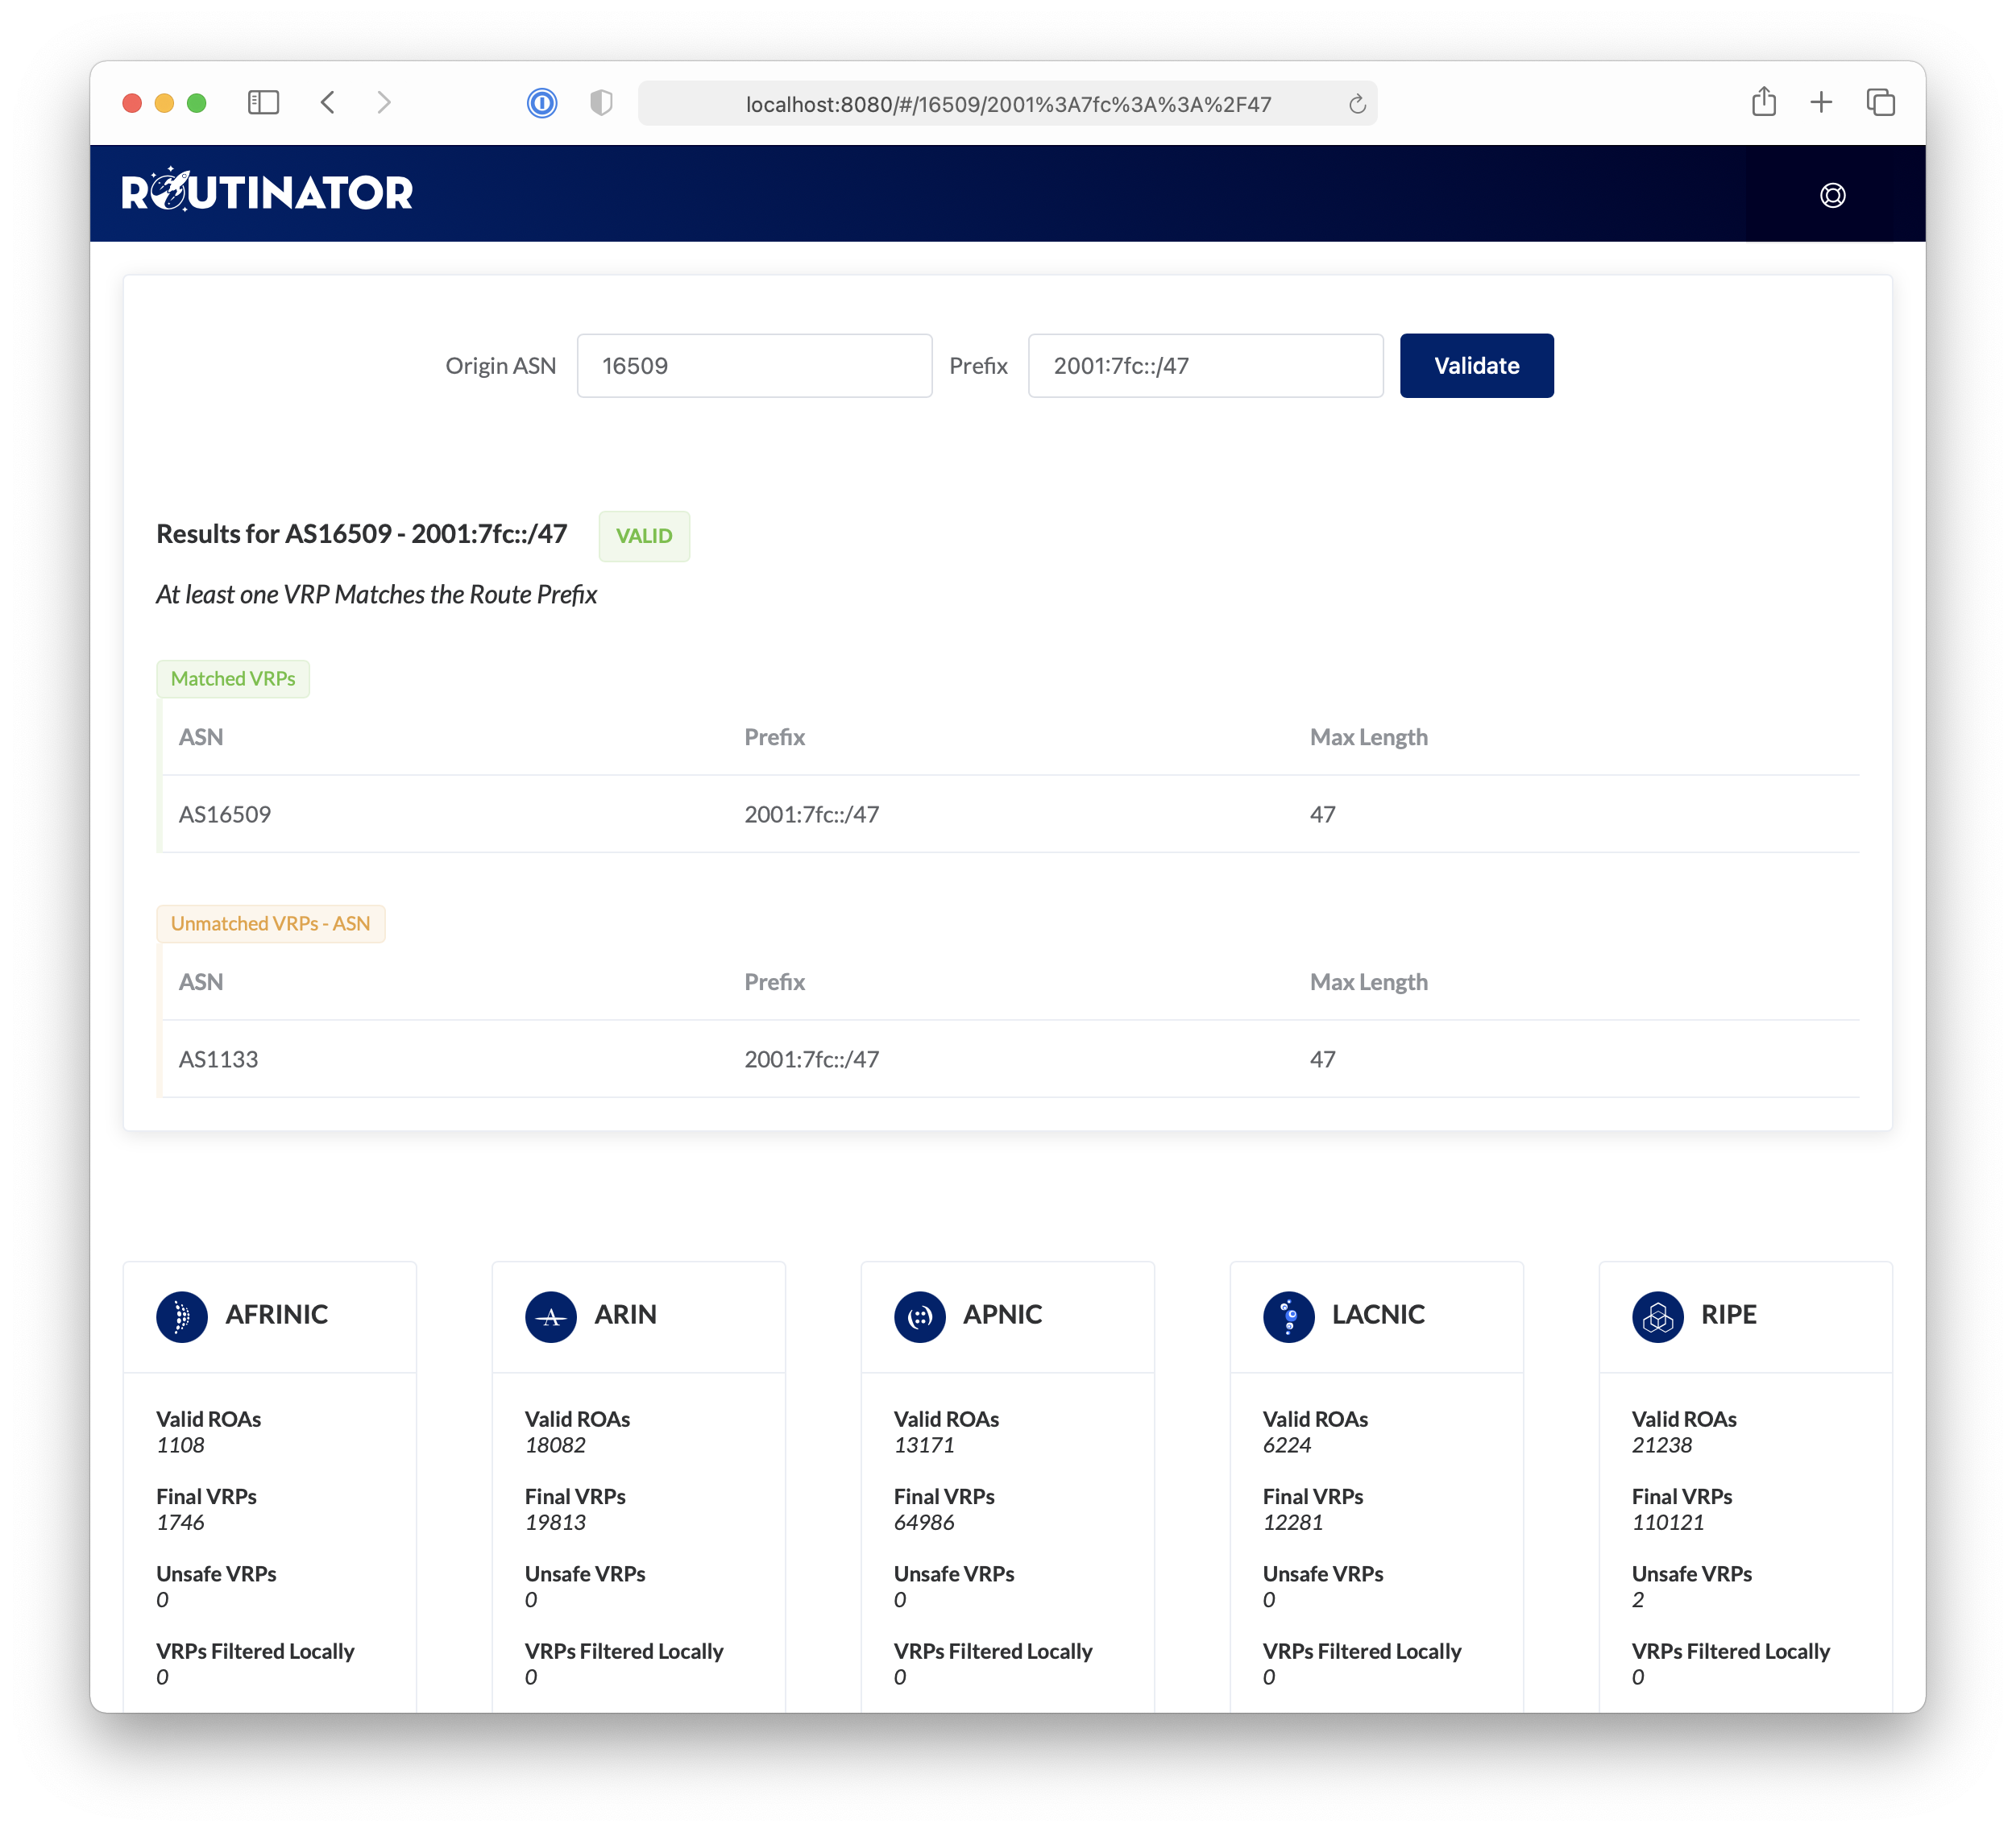 localhost:8080/#/16509/2001%3A7fc%3A%3A%2F47
ROUTINATOR
Origin ASN 16509 Prefix 2001:7fc::/47 Validate
Results for AS16509 - 2001:7fc::/47 VALID
At least one VRP Matches the Route Prefix
Matched VRPs
ASN Prefix Max Length
AS16509 2001:7fc::/47 47
Unmatched VRPs - ASN
ASN Prefix Max Length
AS1133 2001:7fc::/47 47
AFRINIC
Valid ROAs
1108
Final VRPs
1746
Unsafe VRPs
0
VRPs Filtered Locally
0
ARIN
Valid ROAs
18082
Final VRPs
19813
Unsafe VRPs
0
VRPs Filtered Locally
0
APNIC
Valid ROAs
13171
Final VRPs
64986
Unsafe VRPs
0
VRPs Filtered Locally
0
LACNIC
Valid ROAs
6224
Final VRPs
12281
Unsafe VRPs
0
VRPs Filtered Locally
0
RIPE
Valid ROAs
21238
Final VRPs
110121
Unsafe VRPs
2
VRPs Filtered Locally
0